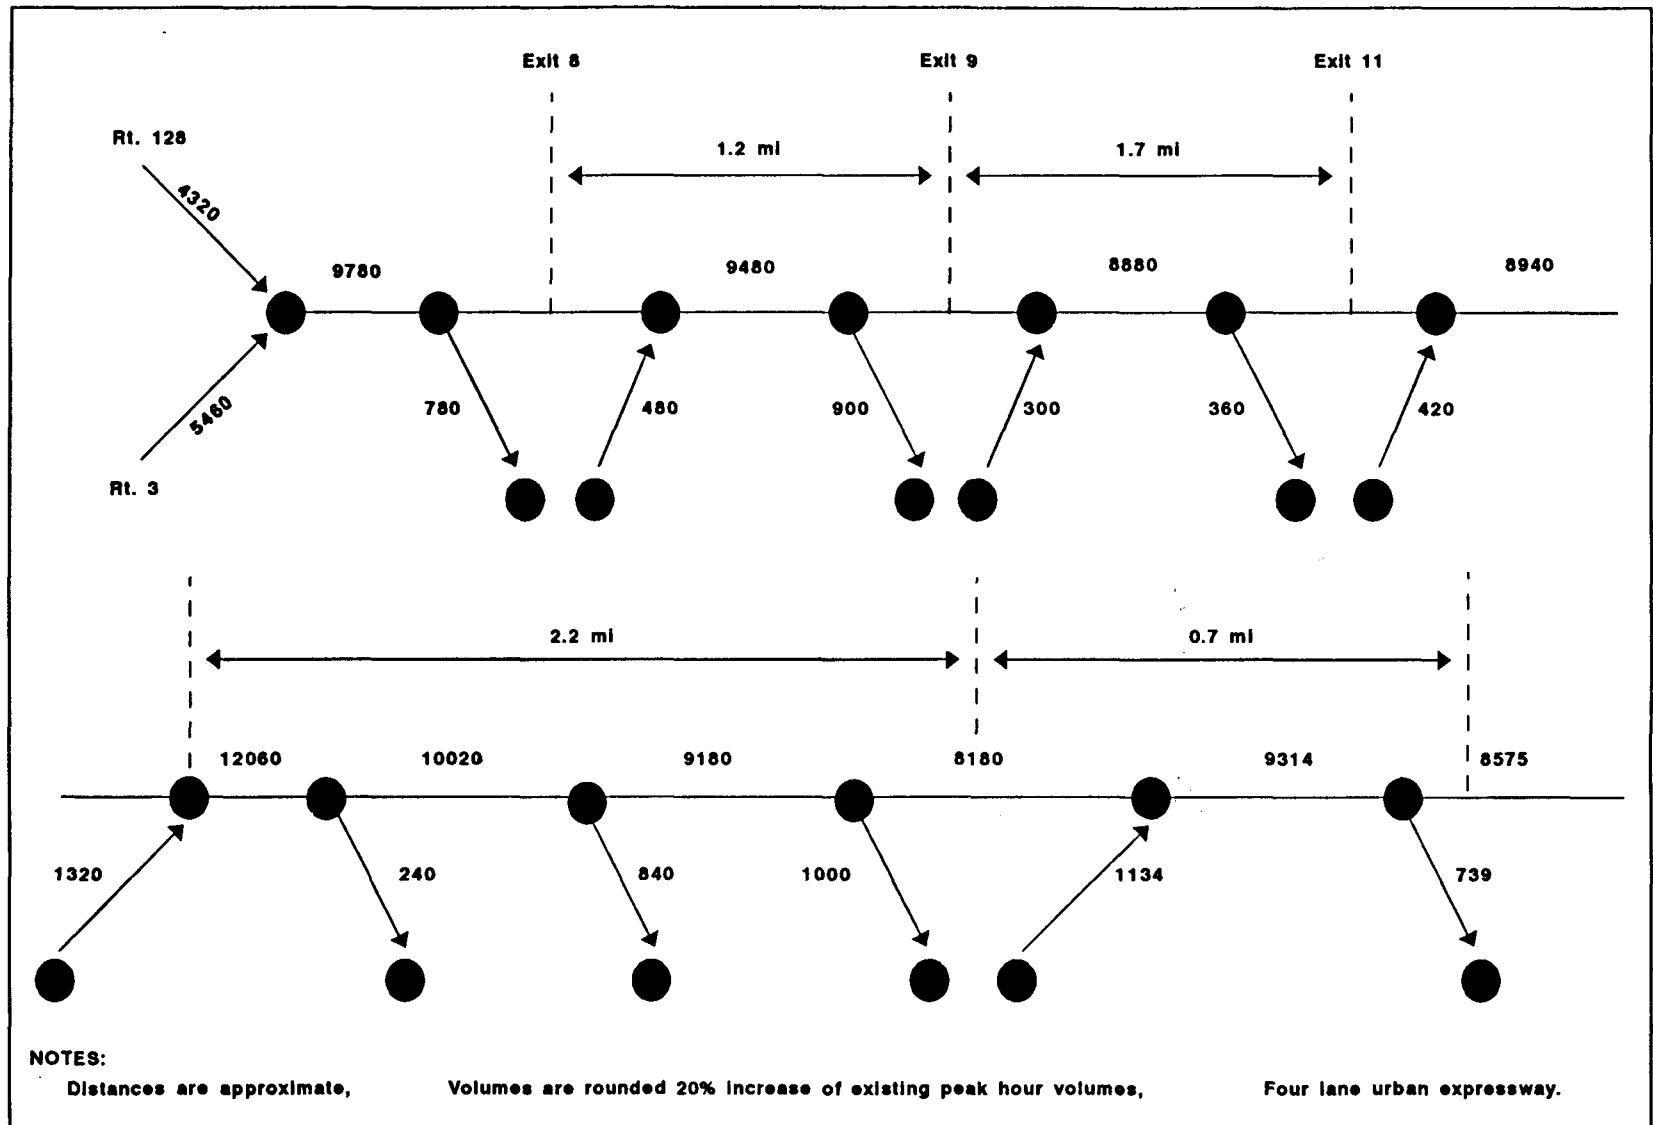 Exit 8
Exit 9
Exit 11
Rt. 128
1.2 mi
1.7 mi
4320
9780
9480
8880
8940
5460
780
480
900
300
360
420
Rt. 3
2.2 mi
0.7 mi
12060
10020
9180
8180
9314
8575
1320
240
840
1000
1134
739
NOTES:
Distances are approximate, Volumes are rounded 20% increase of existing peak hour volumes, Four lane urban expressway.